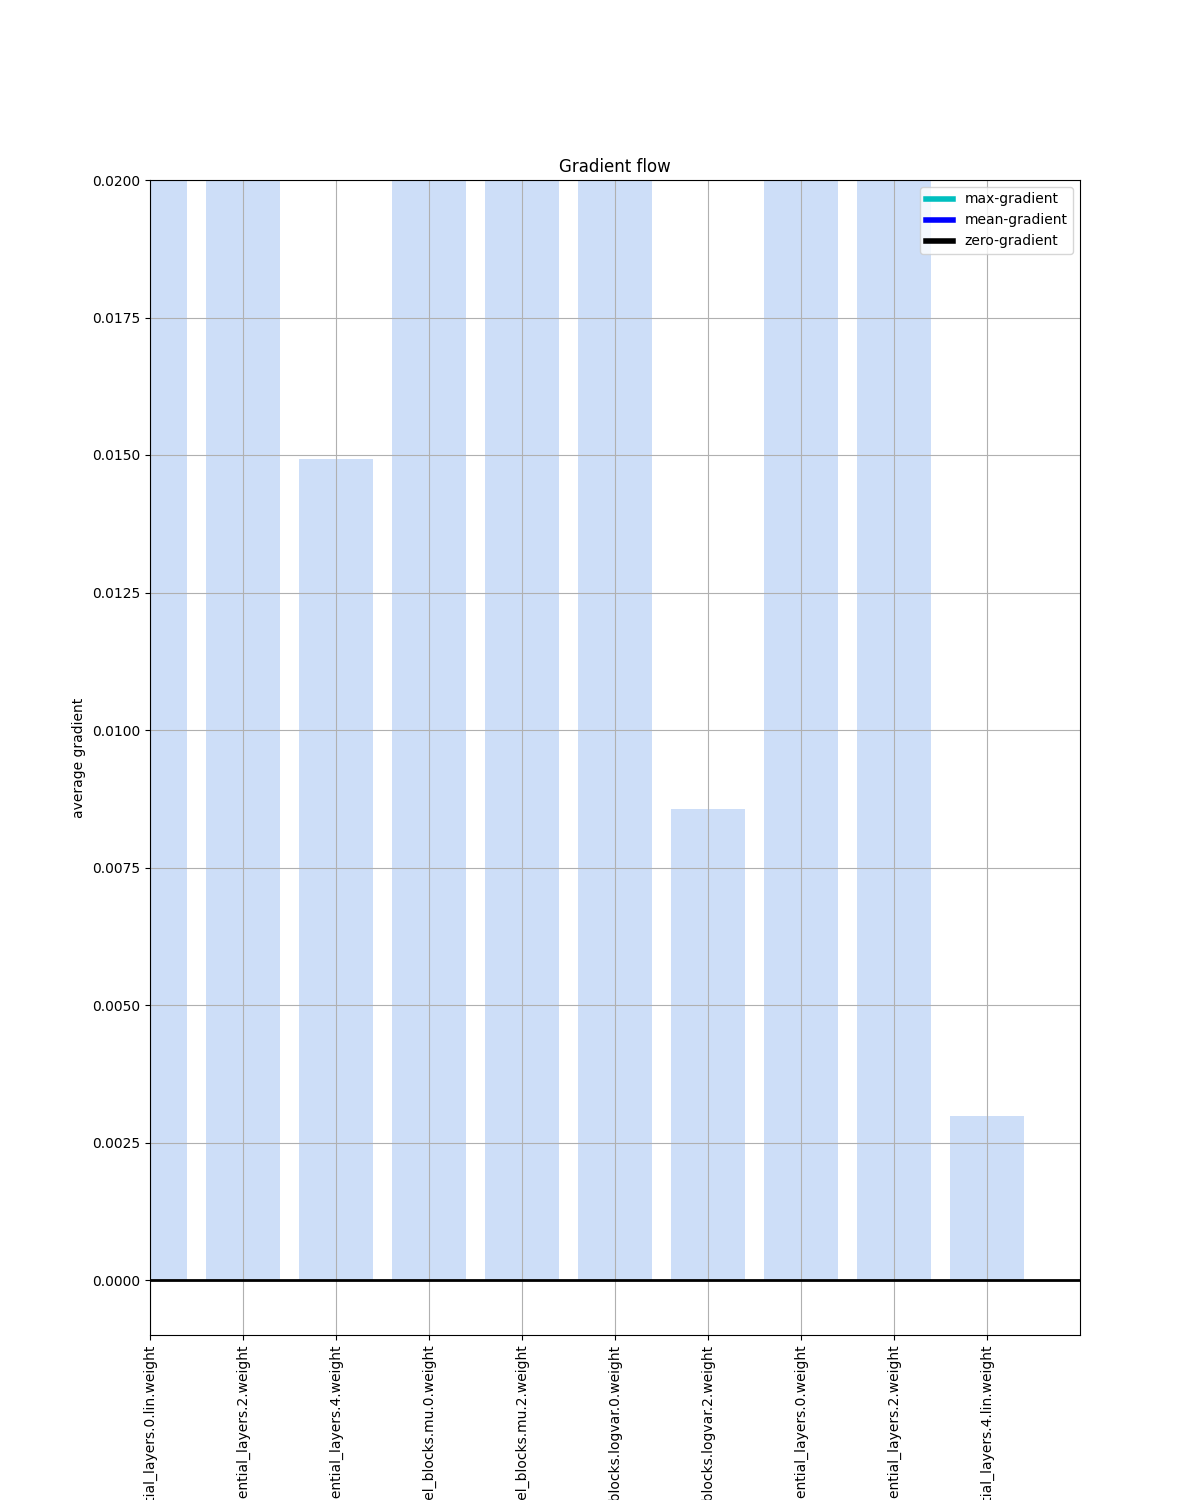 Gradient flow
max-gradient
mean-gradient
zero-gradient
0.0200
0.0175
0.0150
0.0125
0.0100
0.0075
0.0050
0.0025
0.0000
average gradient
tial_layers.0.lin.weight
ential_layers.2.weight
ential_layers.4.weight
el_blocks.mu.0.weight
el_blocks.mu.2.weight
blocks.logvar.0.weight
blocks.logvar.2.weight
ential_layers.0.weight
ential_layers.2.weight
tial_layers.4.lin.weight